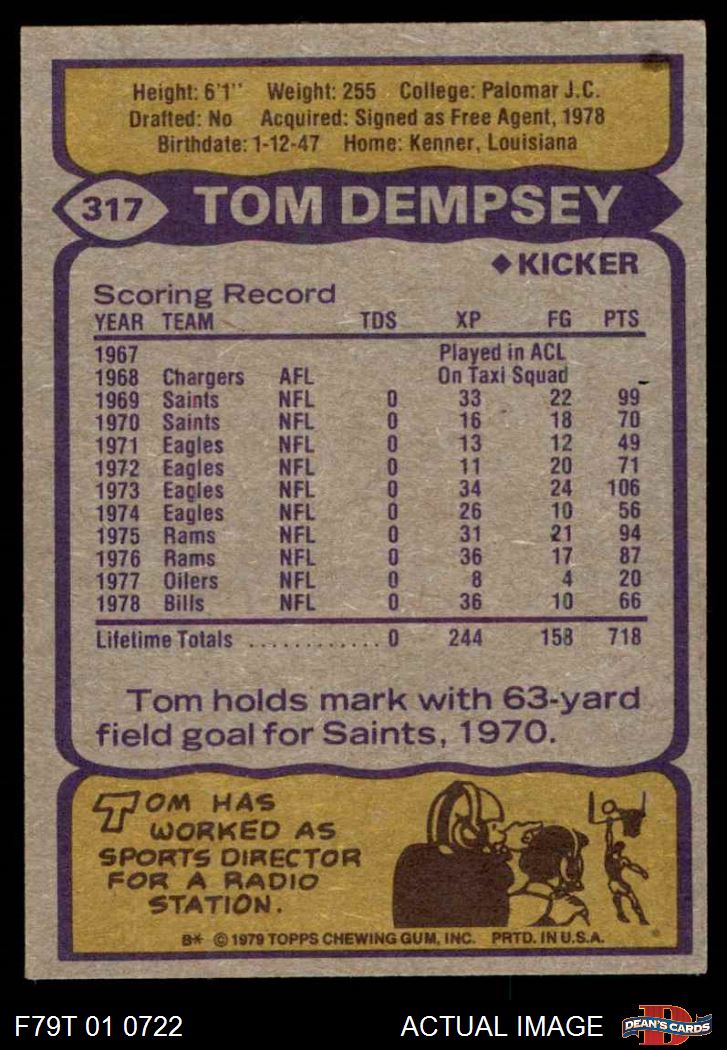 Height: 6'1" Weight: 255 College: Palomar J.C.
Drafted: No Acquired: Signed as Free Agent, 1978
Birthdate: 1-12-47 Home: Kenner, Louisiana
317 TOM DEMPSEY
◆ KICKER
Scoring Record
YEAR TEAM TDS XP FG PTS
1967 Played in ACL
1968 Chargers AFL On Taxi Squad
1969 Saints NFL 0 33 22 99
1970 Saints NFL 0 16 18 70
1971 Eagles NFL 0 13 12 49
1972 Eagles NFL 0 11 20 71
1973 Eagles NFL 0 34 24 106
1974 Eagles NFL 0 26 10 56
1975 Rams NFL 0 31 21 94
1976 Rams NFL 0 36 17 87
1977 Oilers NFL 0 8 4 20
1978 Bills NFL 0 36 10 66
Lifetime Totals ............ 0 244 158 718
Tom holds mark with 63-yard
field goal for Saints, 1970.
TOM HAS
WORKED AS
SPORTS DIRECTOR
FOR A RADIO
STATION.
B* © 1979 TOPPS CHEWING GUM, INC. PRTD. IN U.S.A.
F79T 01 0722 ACTUAL IMAGE D DEAN'S CARDS